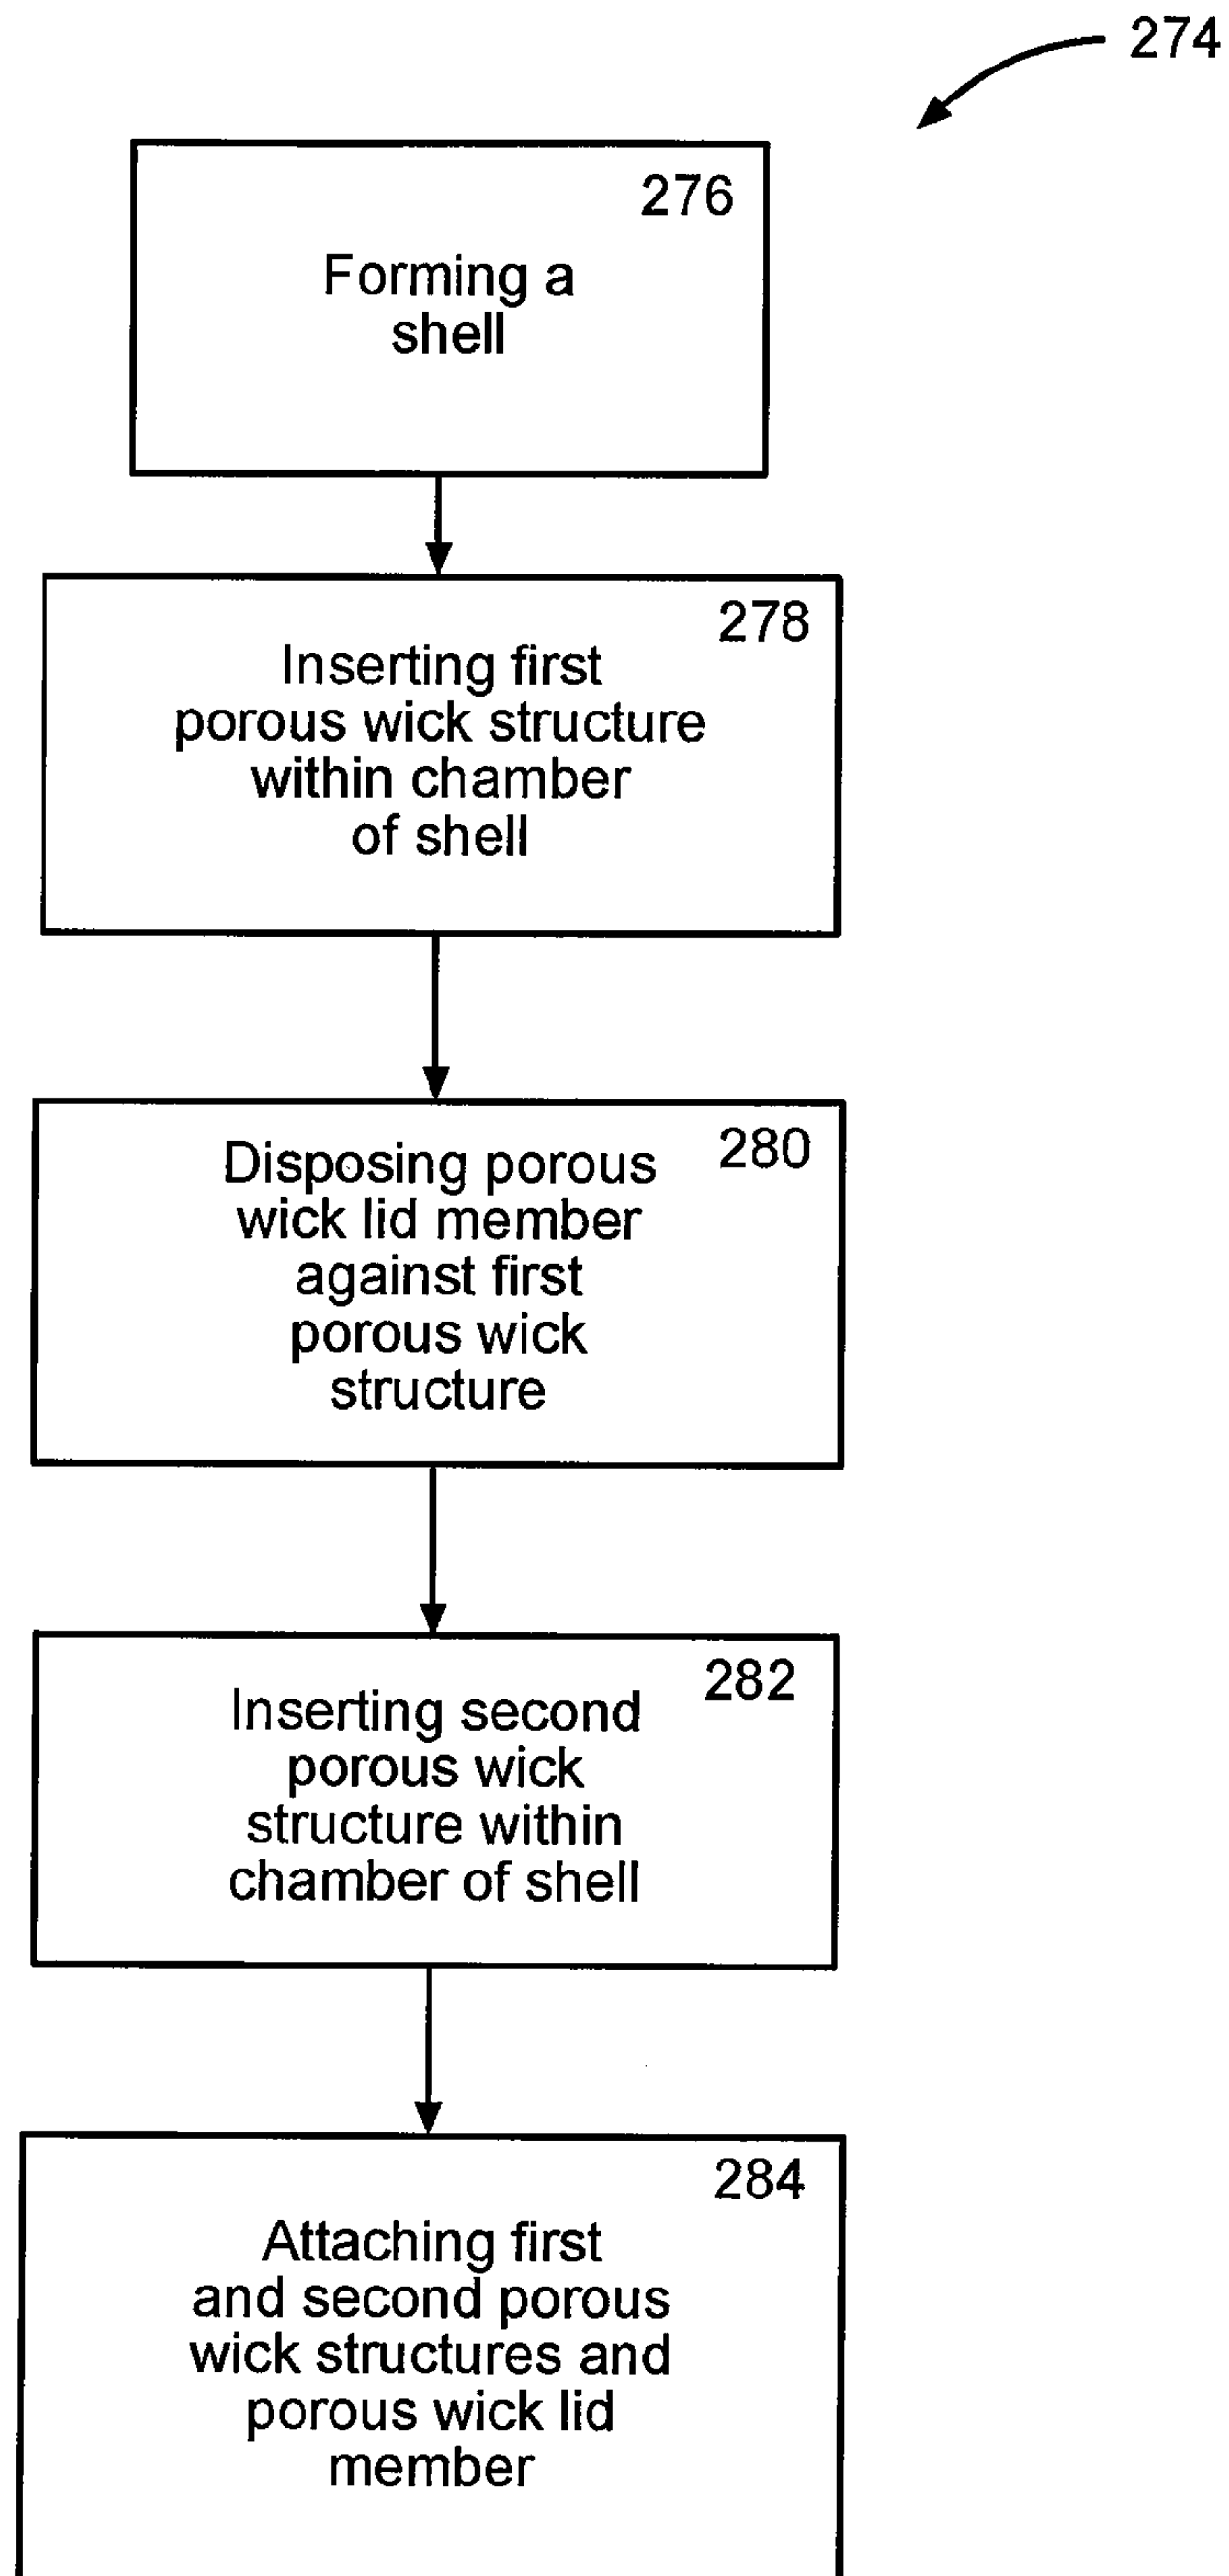 274
276
Forming a
shell
278
Inserting first
porous wick structure
within chamber
of shell
280
Disposing porous
wick lid member
against first
porous wick
structure
282
Inserting second
porous wick
structure within
chamber of shell
284
Attaching first
and second porous
wick structures and
porous wick lid
member